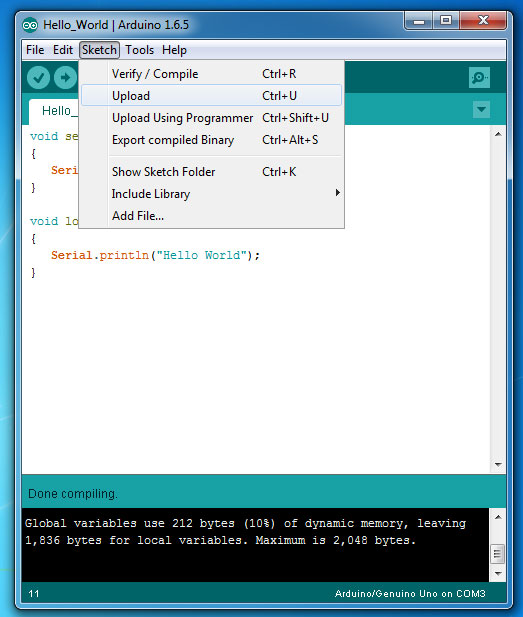 Hello_World | Arduino 1.6.5
File Edit Sketch Tools Help
Verify / Compile Ctrl+R
Upload Ctrl+U
Upload Using Programmer Ctrl+Shift+U
Export compiled Binary Ctrl+Alt+S
Show Sketch Folder Ctrl+K
Include Library
Add File...
Hello_
void se
{
Seri
}
void lo
{
Serial.println("Hello World");
}
Done compiling.
Global variables use 212 bytes (10%) of dynamic memory, leaving
1,836 bytes for local variables. Maximum is 2,048 bytes.
11 Arduino/Genuino Uno on COM3